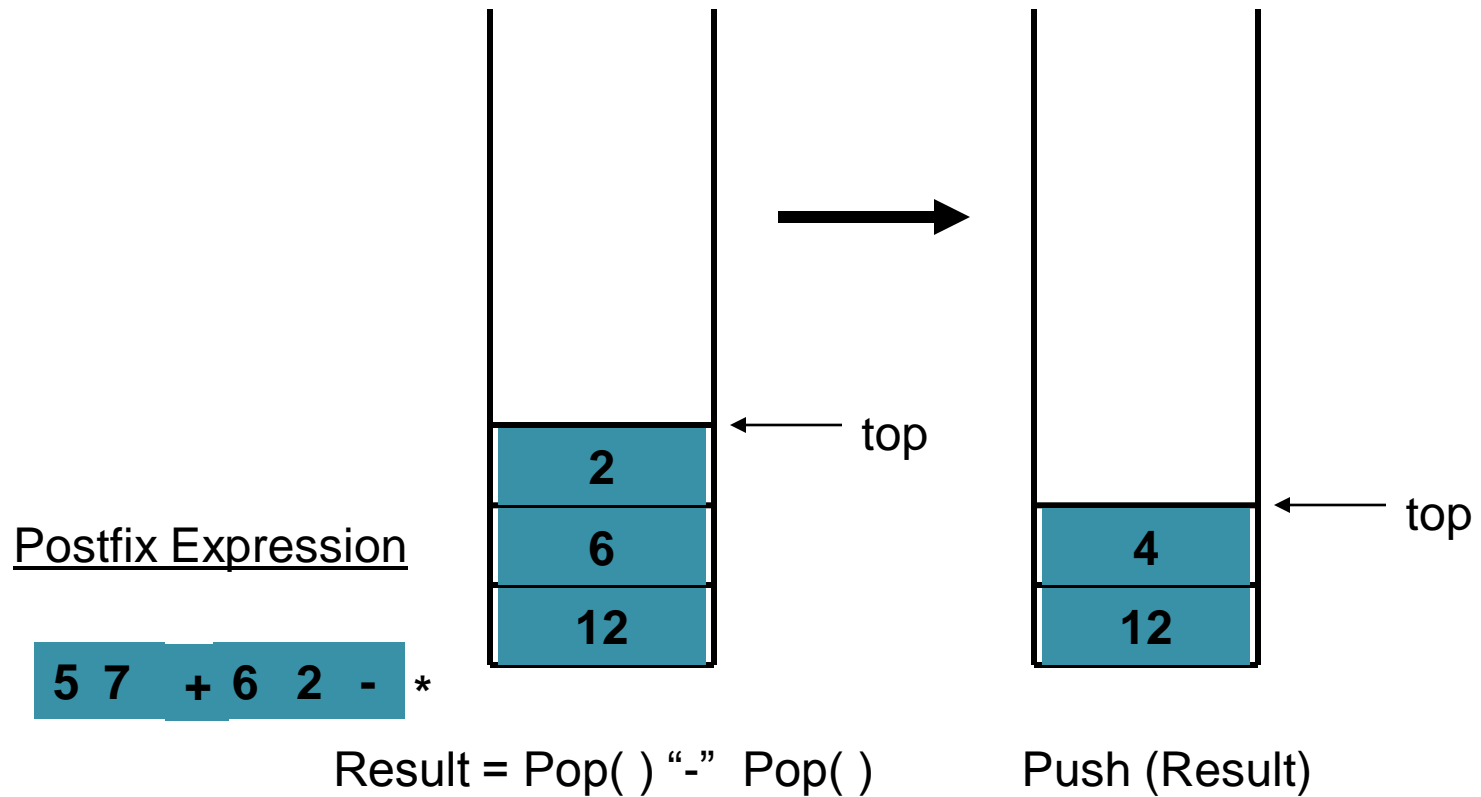 top
2
top
Postfix Expression
6
4
12
12
5 7 + 6 2 - *
Result = Pop( ) “-” Pop( )
Push (Result)